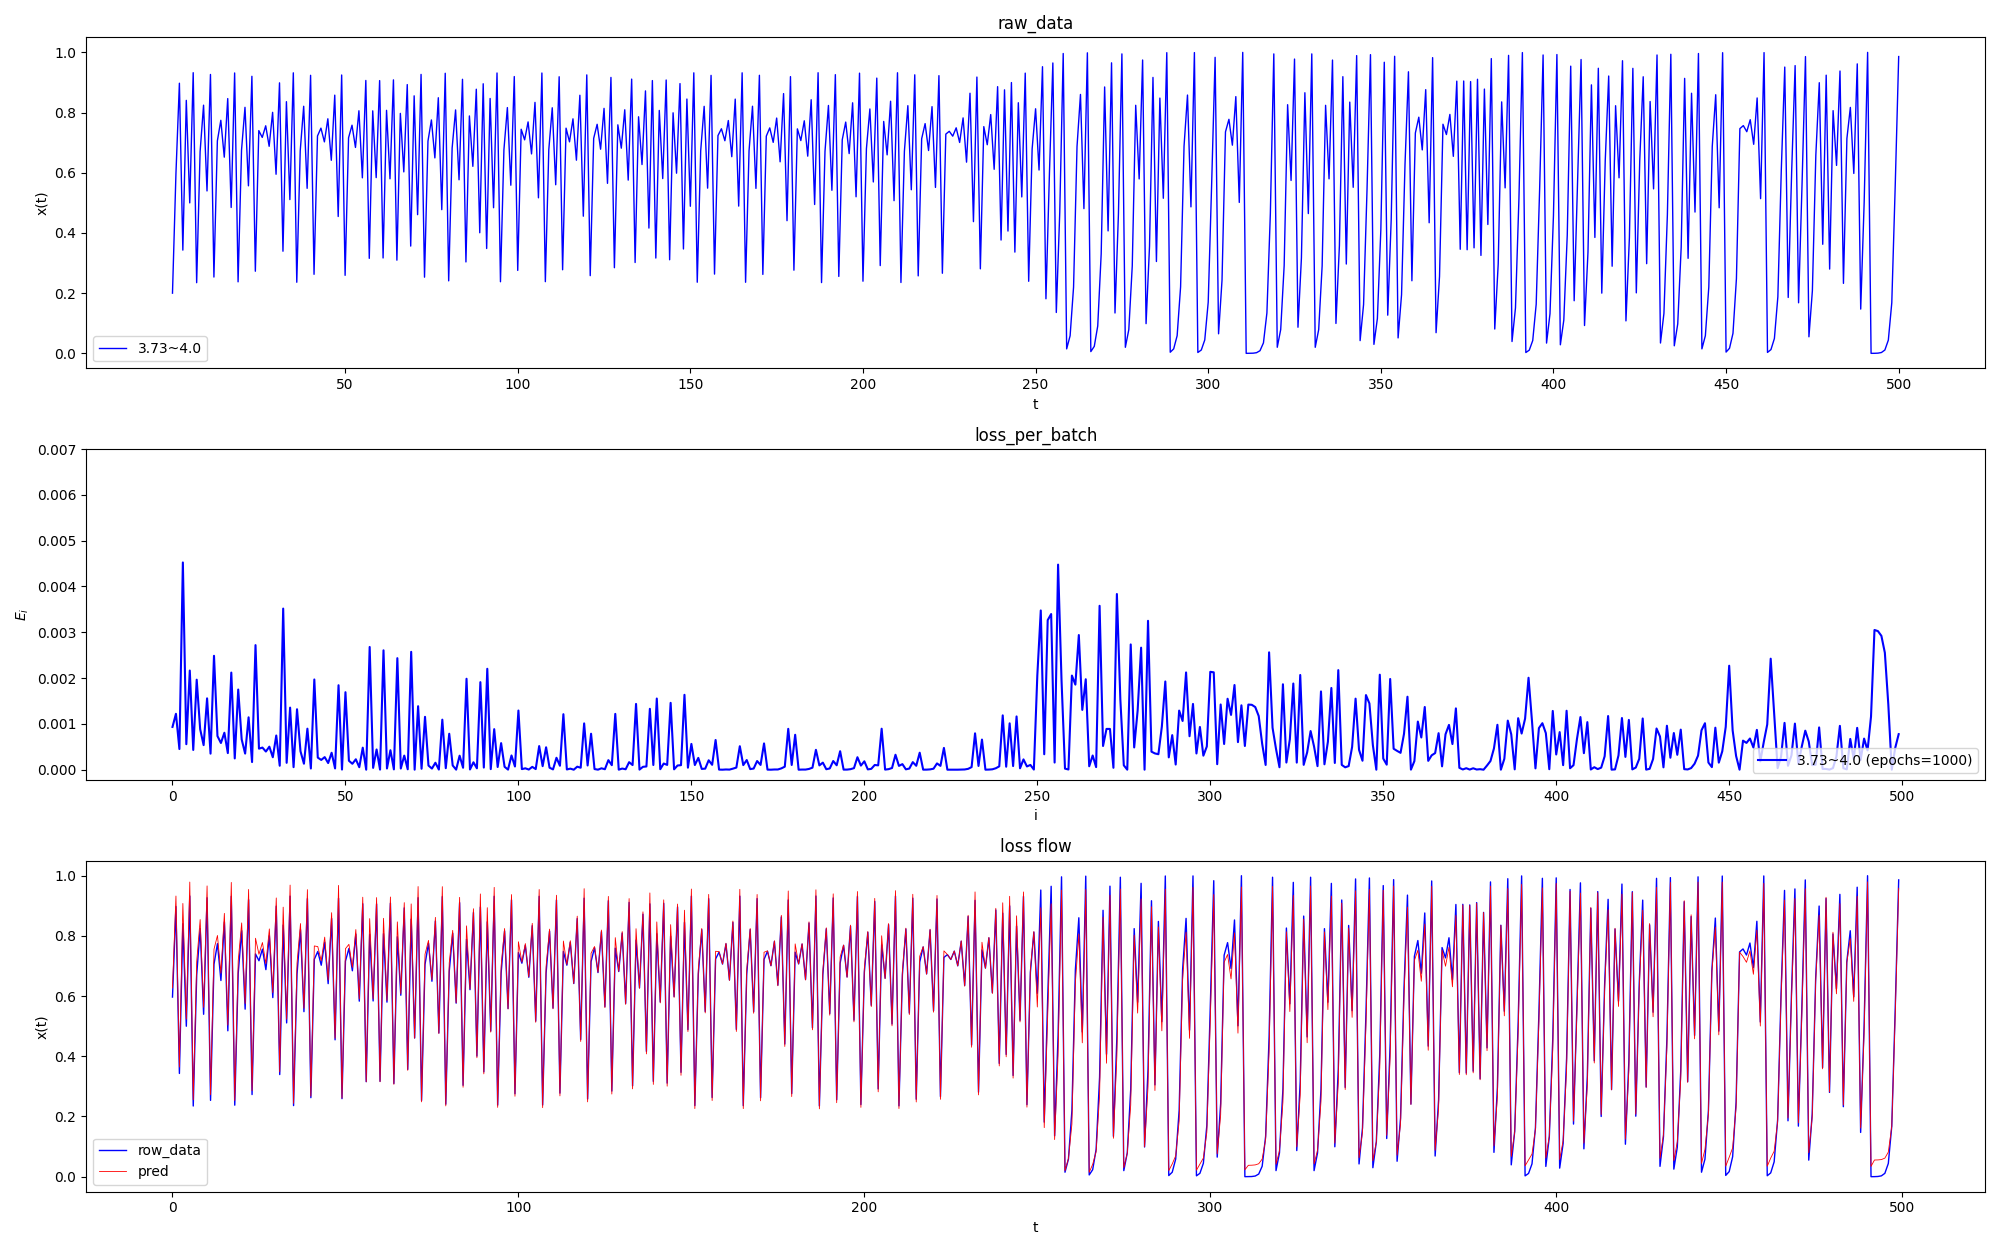 raw_data
1.0
0.8
0.6
0.4
0.2
0.0
x(t)
3.73~4.0
50 100 150 200 250 300 350 400 450 500
t
loss_per_batch
0.007
0.006
0.005
0.004
0.003
0.002
0.001
0.000
E_i
3.73~4.0 (epochs=1000)
0 50 100 150 200 250 300 350 400 450 500
i
loss flow
1.0
0.8
0.6
0.4
0.2
0.0
x(t)
row_data
pred
0 100 200 300 400 500
t